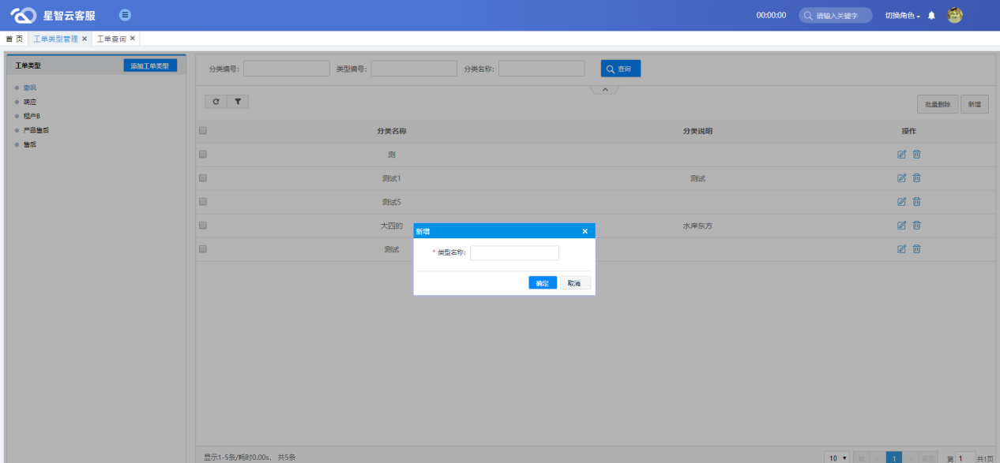 星智云客服
00:00:00 请输入关键字 切换角色
首 页 工单类型管理 × 工单查询 ×
工单类型 添加工单类型
响应
租户B
产品售后
售后
分类编号: 类型编号: 分类名称: 查询
批量删除 新增
分类名称 分类说明 操作
测
测试1 测试
测试5
大四的 水岸东方
测试
新增 ×
* 类型名称:
确定 取消
显示1-5条/耗时0.00s, 共5条 10 1 第 1 共1页